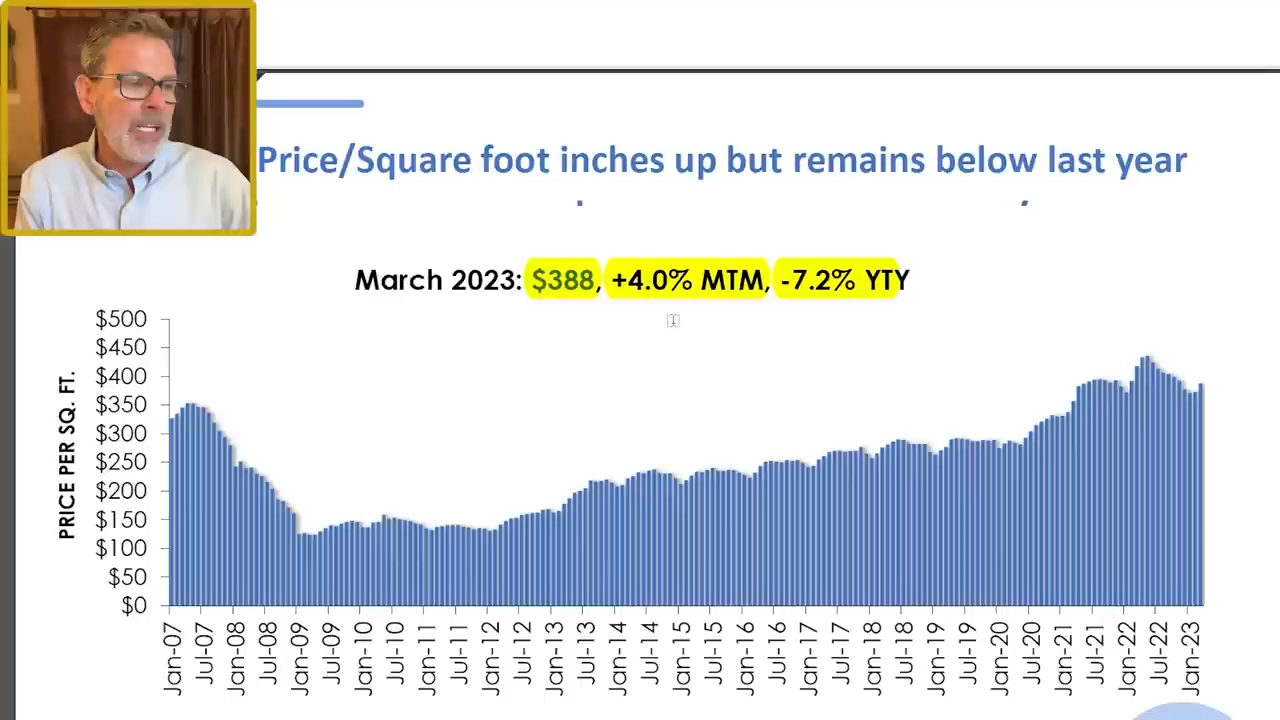 Price/Square foot inches up but remains below last year
March 2023: $388, +4.0% MTM, -7.2% YTY
$500
$450
$400
$350
$300
$250
$200
$150
$100
$50
$0
PRICE PER SQ. FT.
Jan-07
Jul-07
Jan-08
Jul-08
Jan-09
Jul-09
Jan-10
Jul-10
Jan-11
Jul-11
Jan-12
Jul-12
Jan-13
Jul-13
Jan-14
Jul-14
Jan-15
Jul-15
Jan-16
Jul-16
Jan-17
Jul-17
Jan-18
Jul-18
Jan-19
Jul-19
Jan-20
Jul-20
Jan-21
Jul-21
Jan-22
Jul-22
Jan-23